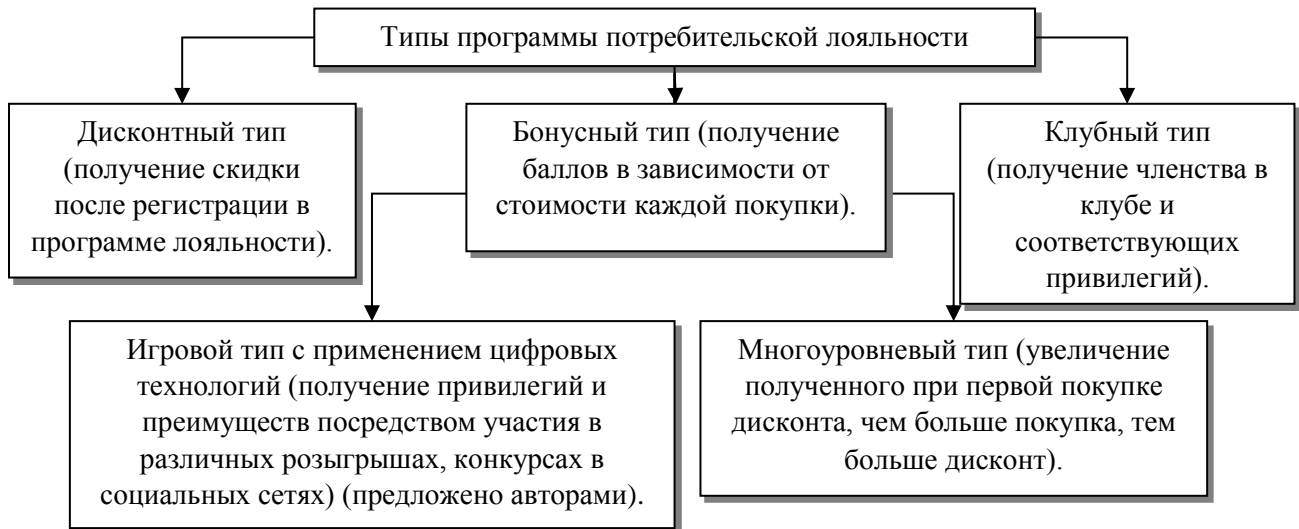 Типы программы потребительской лояльности
Дисконтный тип
(получение скидки
после регистрации в
программе лояльности).
Бонусный тип (получение
баллов в зависимости от
стоимости каждой покупки).
Клубный тип
(получение членства в
клубе и
соответствующих
привилегий).
Игровой тип с применением цифровых
технологий (получение привилегий и
преимуществ посредством участия в
различных розыгрышах, конкурсах в
социальных сетях) (предложено авторами).
Многоуровневый тип (увеличение
полученного при первой покупке
дисконта, чем больше покупка, тем
больше дисконт).